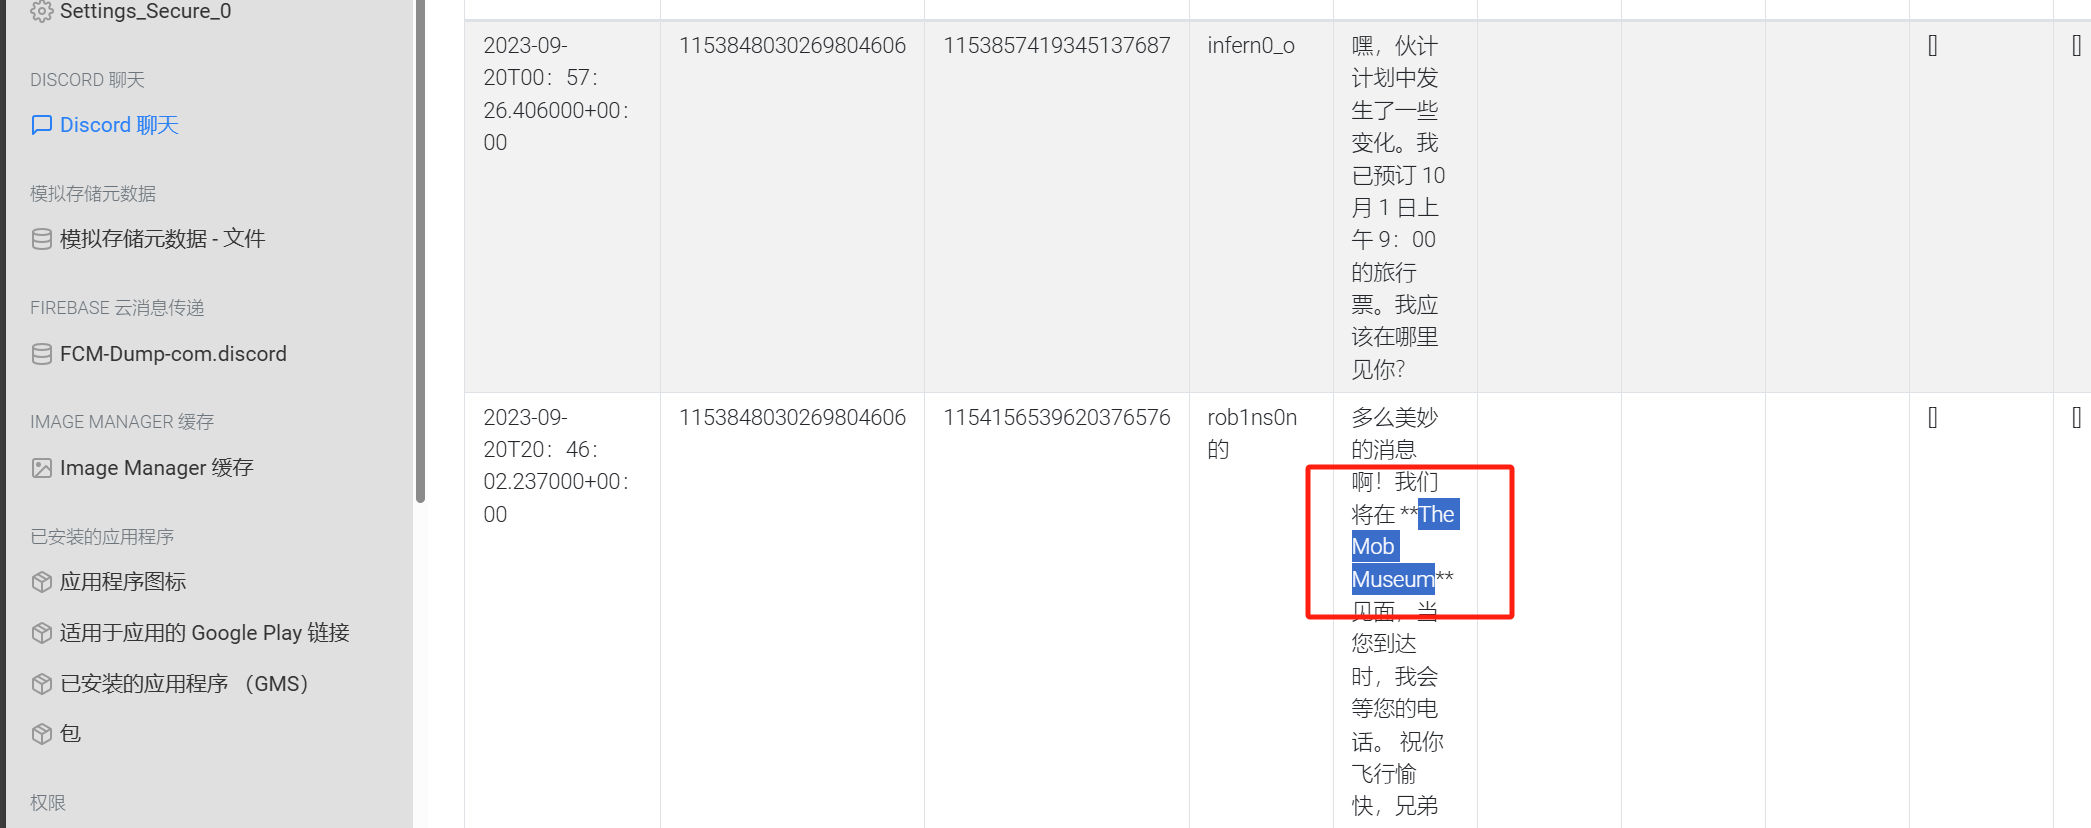 Settings_Secure_0
DISCORD 聊天
Discord 聊天
模拟存储元数据
模拟存储元数据 - 文件
FIREBASE 云消息传递
FCM-Dump-com.discord
IMAGE MANAGER 缓存
Image Manager 缓存
已安装的应用程序
应用程序图标
适用于应用的 Google Play 链接
已安装的应用程序 （GMS）
包
权限
2023-09-
20T00：57：
26.406000+00：
00
1153848030269804606
1153857419345137687
infern0_o
嘿，伙计
计划中发
生了一些
变化。我
已预订 10
月 1 日上
午 9：00
的旅行
票。我应
该在哪里
见你？
[]
[]
2023-09-
20T20：46：
02.237000+00：
00
1153848030269804606
1154156539620376576
rob1ns0n
的
多么美妙
的消息
啊！我们
将在 **The
Mob
Museum**
见面，当
您到达
时，我会
等您的电
话。 祝你
飞行愉
快，兄弟
[]
[]